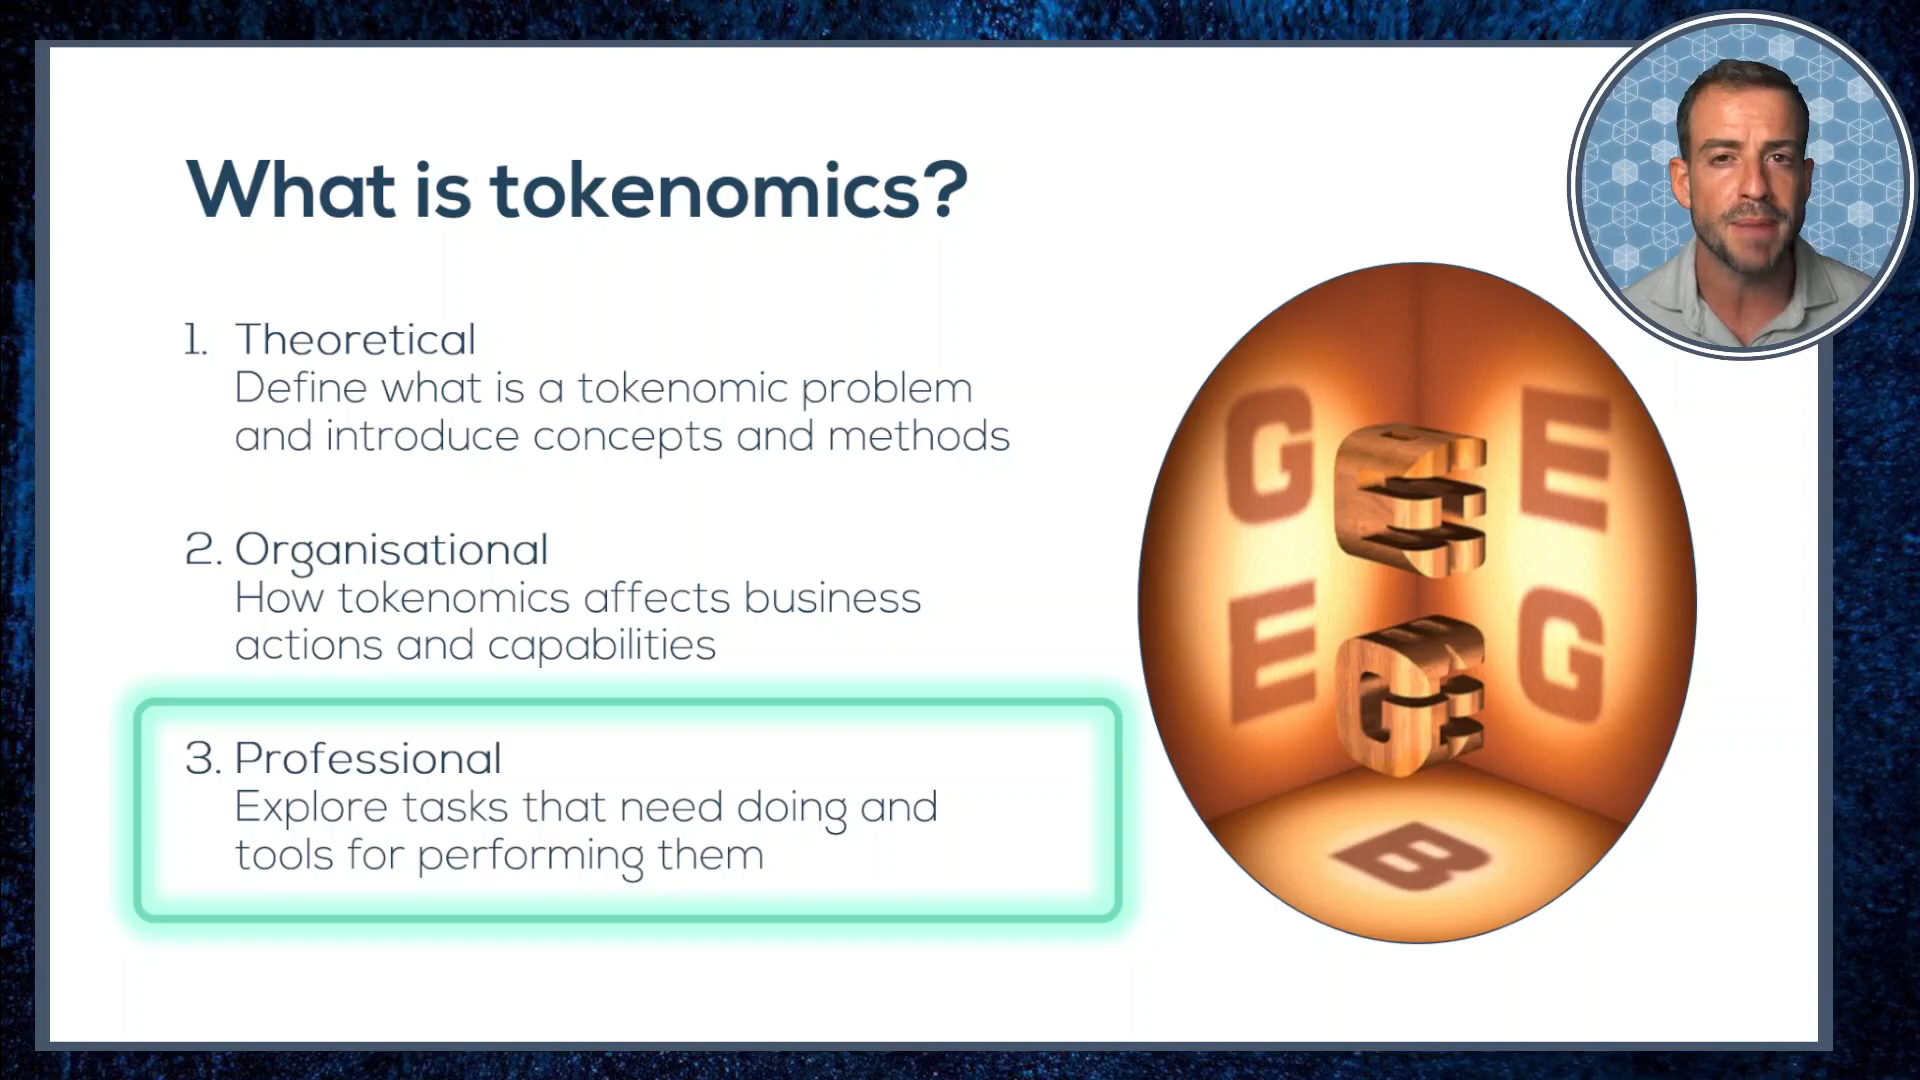 What is tokenomics?
1. Theoretical
Define what is a tokenomic problem
and introduce concepts and methods
2. Organisational
How tokenomics affects business
actions and capabilities
3. Professional
Explore tasks that need doing and
tools for performing them
G E
E G
B